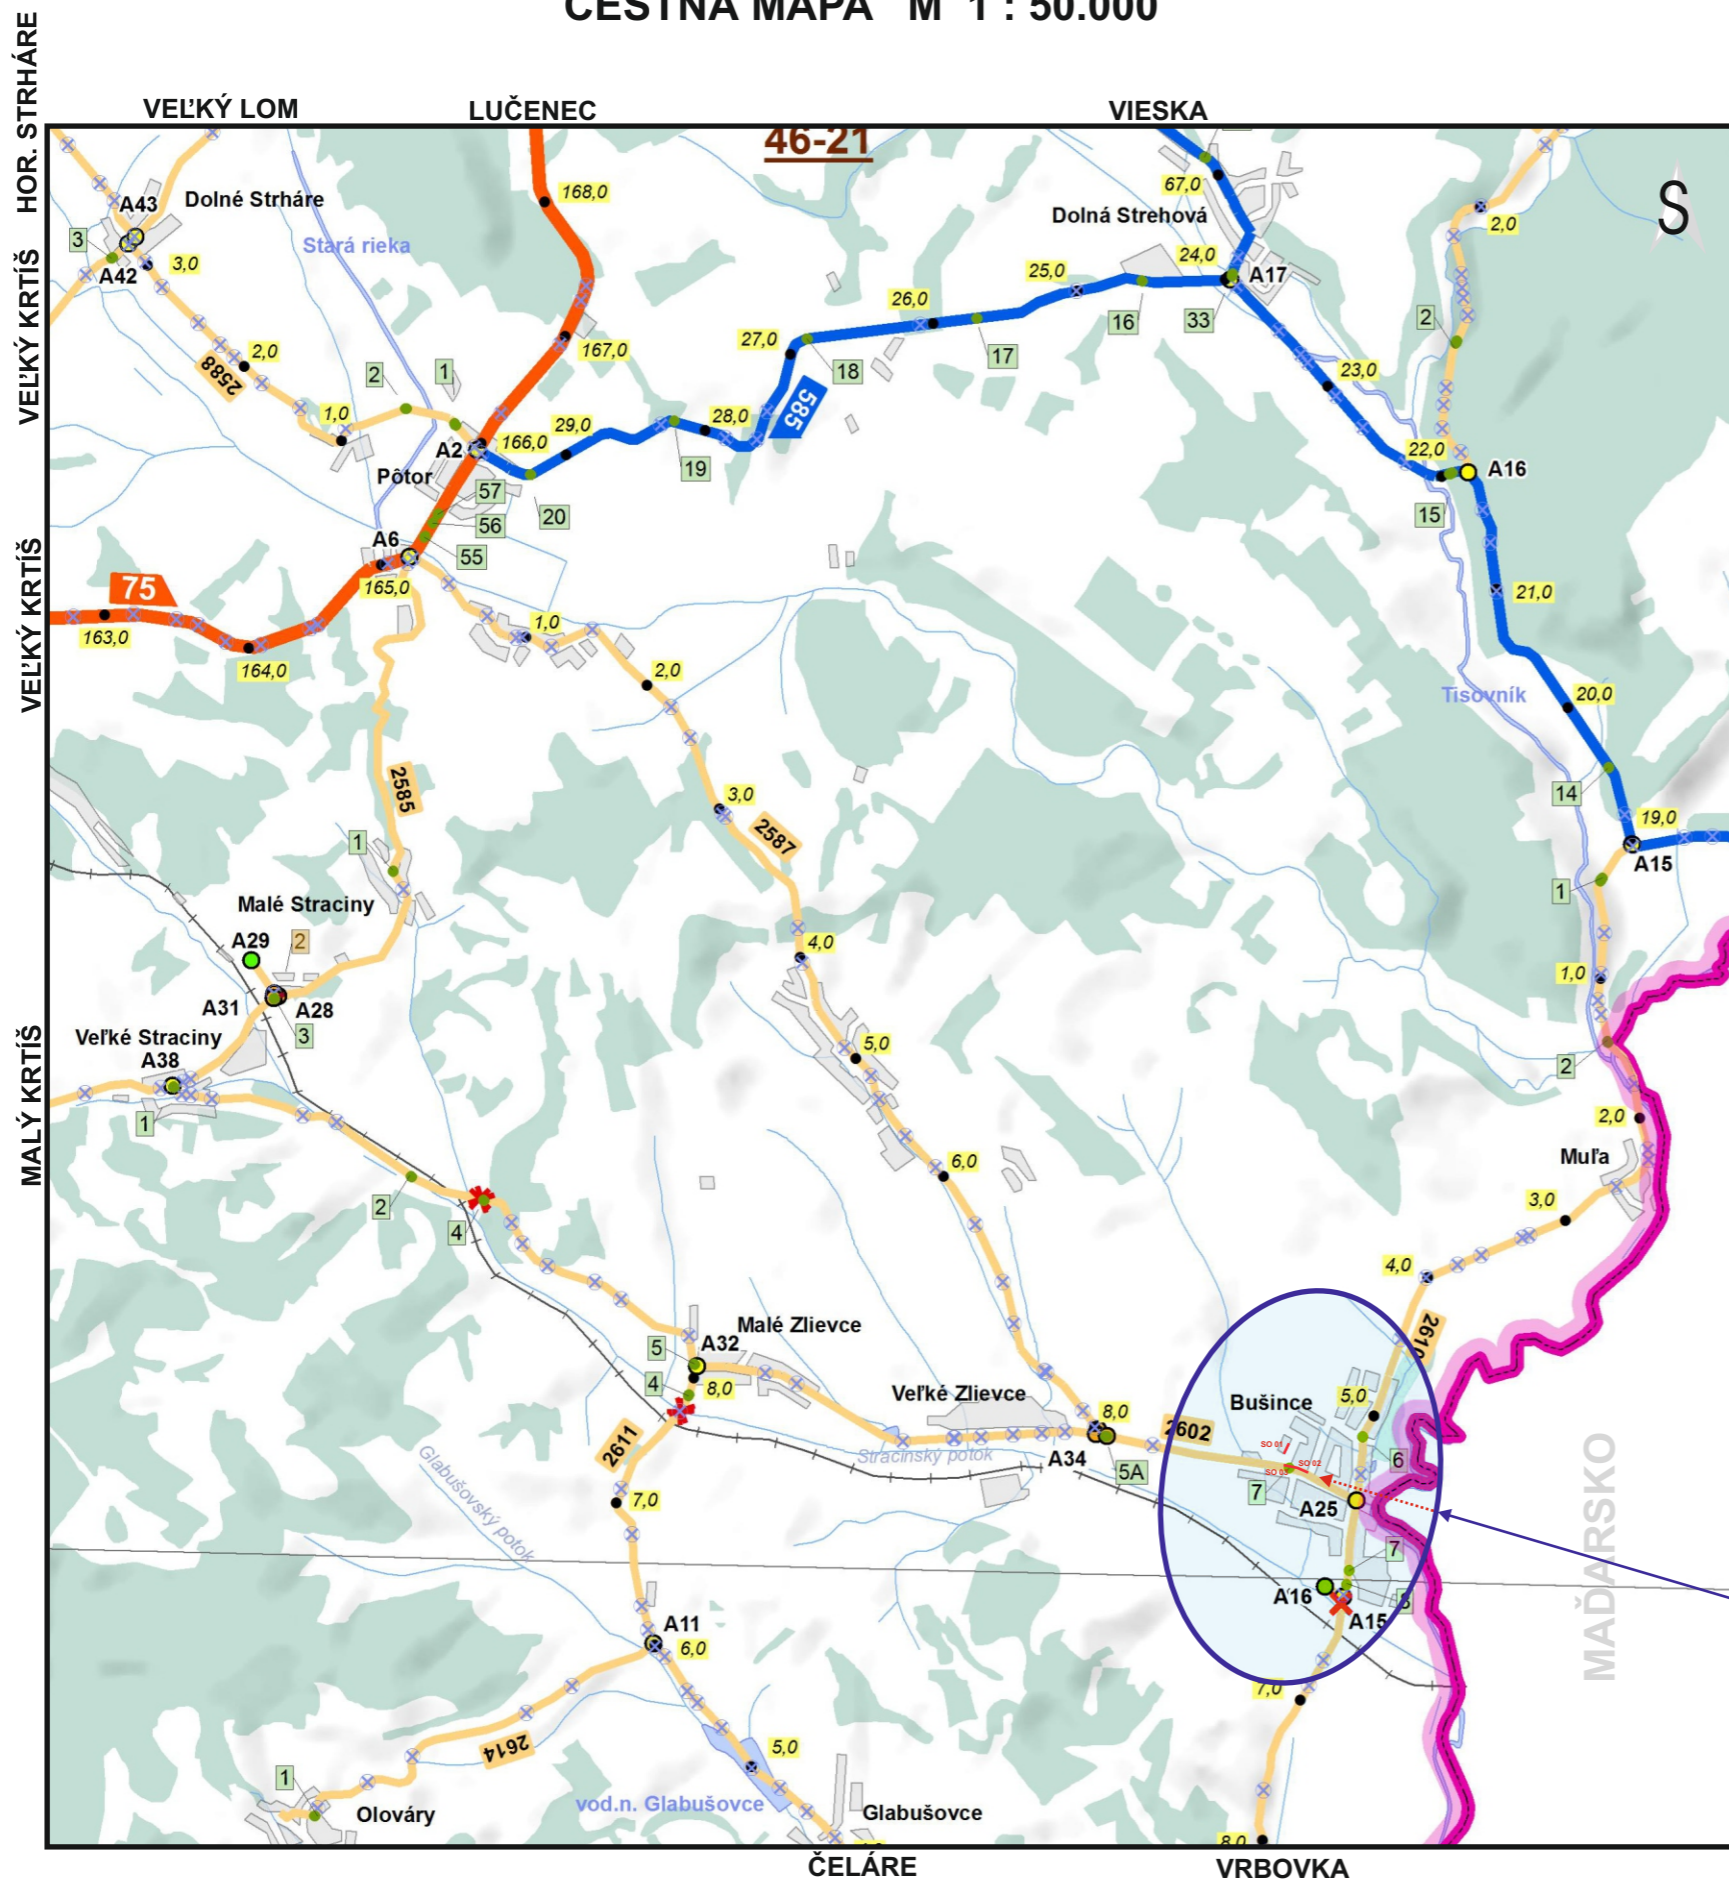 CESTNÁ MAPA M 1 : 50.000
HOR. STRHÁRE
VEĽKÝ LOM
LUČENEC
VIESKA
46-21
168,0
67,0
Dolné Strháre
A43
Dolná Strehová
S
3
A42
3,0
Stará rieka
24,0
A17
25,0
2,0
VEĽKÝ KRTÍŠ
26,0
16
33
2
27,0
17
18
167,0
2,0
2588
2
1
23,0
1,0
29,0
28,0
585
A2
166,0
19
22,0
A16
Pôtor
57
56
20
15
A6
55
VEĽKÝ KRTÍŠ
75
165,0
163,0
164,0
1,0
21,0
2,0
Tisovník
20,0
2585
3,0
2587
14
19,0
1
A15
1
Malé Straciny
A29
2
4,0
1,0
A31
A28
3
Veľké Straciny
A38
5,0
2
MALÝ KRTÍŠ
1
2,0
6,0
Muľa
2
3,0
4
4,0
Malé Zlievce
5
A32
2610
4
8,0
Veľké Zlievce
5,0
Bušince
8,0
2602
2611
SO 01
Stracinský potok
A34
SO 02
SO 03
6
5A
7
Glabušovský potok
7,0
A25
MAĎARSKO
7
A16
8
A15
A11
6,0
7,0
2614
5,0
1
vod.n. Glabušovce
Olováry
Glabušovce
8,0
ČELÁRE
VRBOVKA